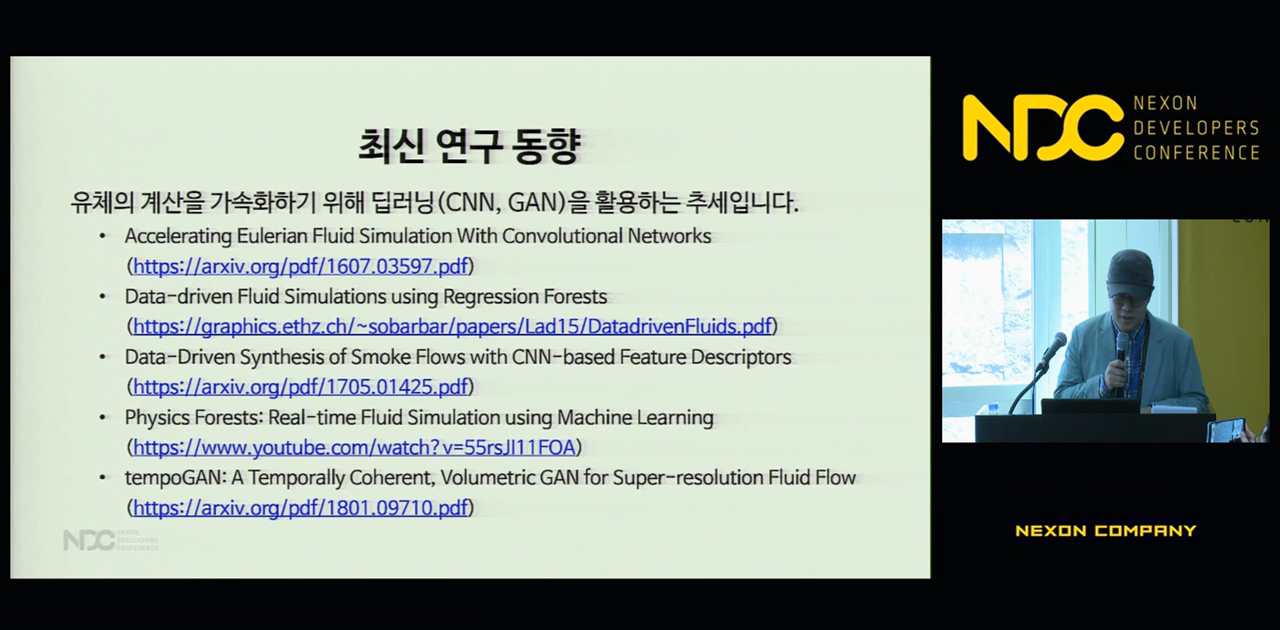 최신 연구 동향
유체의 계산을 가속화하기 위해 딥러닝(CNN, GAN)을 활용하는 추세입니다.
• Accelerating Eulerian Fluid Simulation With Convolutional Networks
(https://arxiv.org/pdf/1607.03597.pdf)
• Data-driven Fluid Simulations using Regression Forests
(https://graphics.ethz.ch/~sobarbar/papers/Lad15/DatadrivenFluids.pdf)
• Data-Driven Synthesis of Smoke Flows with CNN-based Feature Descriptors
(https://arxiv.org/pdf/1705.01425.pdf)
• Physics Forests: Real-time Fluid Simulation using Machine Learning
(https://www.youtube.com/watch?v=55rsJI11FOA)
• tempoGAN: A Temporally Coherent, Volumetric GAN for Super-resolution Fluid Flow
(https://arxiv.org/pdf/1801.09710.pdf)
NDC
NEXON
DEVELOPERS
CONFERENCE
NDC
NEXON
DEVELOPERS
CONFERENCE
NEXON COMPANY